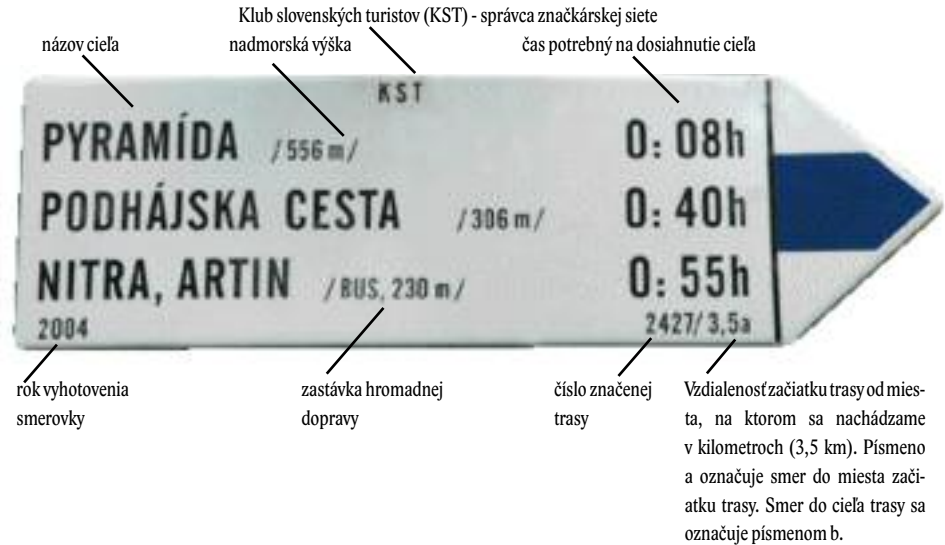 Klub slovenských turistov (KST) - správca značkárskej siete
názov cieľa
nadmorská výška
čas potrebný na dosiahnutie cieľa
KST
PYRAMÍDA /556 m/ 0: 08h
PODHÁJSKA CESTA /306 m/ 0: 40h
NITRA, ARTIN /BUS, 230 m/ 0: 55h
2004 2427/ 3,5a
rok vyhotovenia
smerovky
zastávka hromadnej
dopravy
číslo značenej
trasy
Vzdialenosť začiatku trasy od mies-
ta, na ktorom sa nachádzame
v kilometroch (3,5 km). Písmeno
a označuje smer do miesta zači-
atku trasy. Smer do cieľa trasy sa
označuje písmenom b.